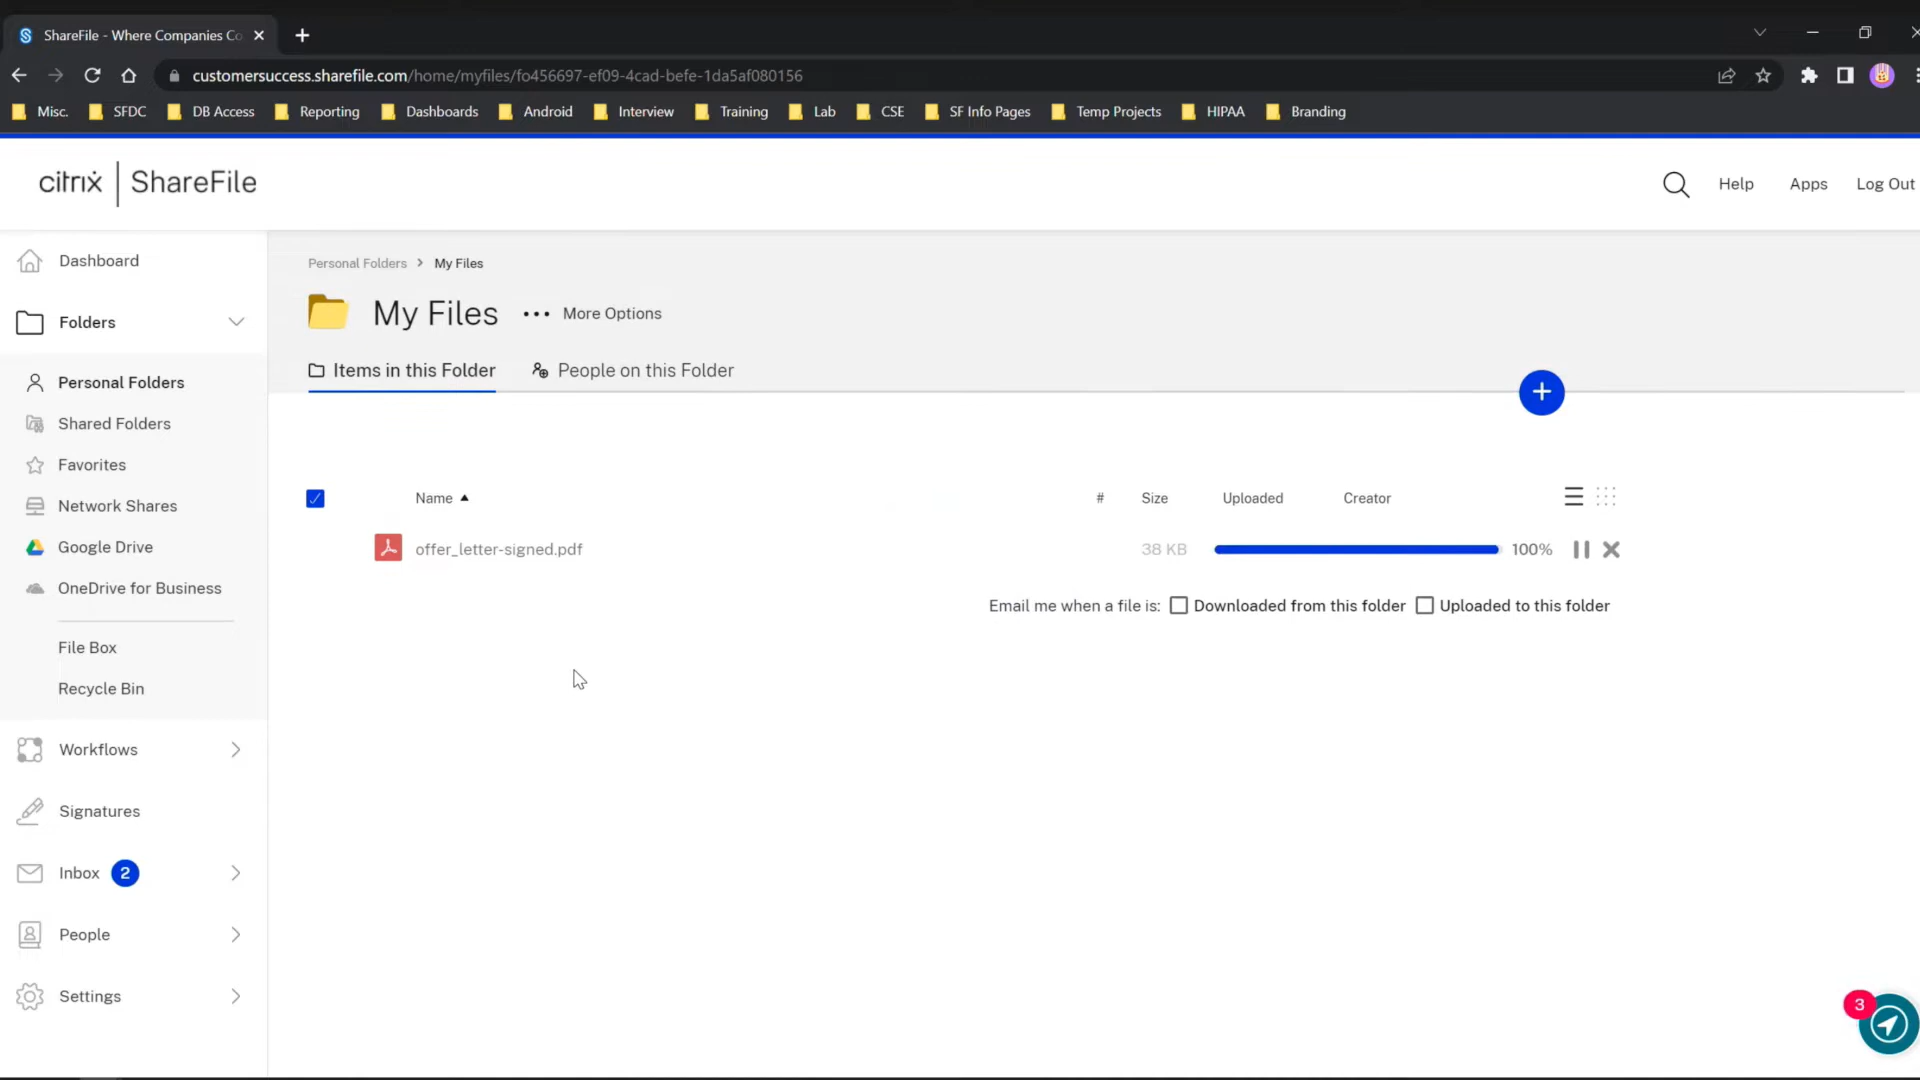 ShareFile - Where Companies Co
customersuccess.sharefile.com/home/myfiles/fo456697-ef09-4cad-befe-1da5af080156
Misc. SFDC DB Access Reporting Dashboards Android Interview Training Lab CSE SF Info Pages Temp Projects HIPAA Branding
citrix | ShareFile
Help Apps Log Out
Dashboard
Folders
Personal Folders
Shared Folders
Favorites
Network Shares
Google Drive
OneDrive for Business
File Box
Recycle Bin
Workflows
Signatures
Inbox 2
People
Settings
Personal Folders > My Files
My Files ••• More Options
Items in this Folder People on this Folder
Name # Size Uploaded Creator
offer_letter-signed.pdf 38 KB 100%
Email me when a file is: Downloaded from this folder Uploaded to this folder
3